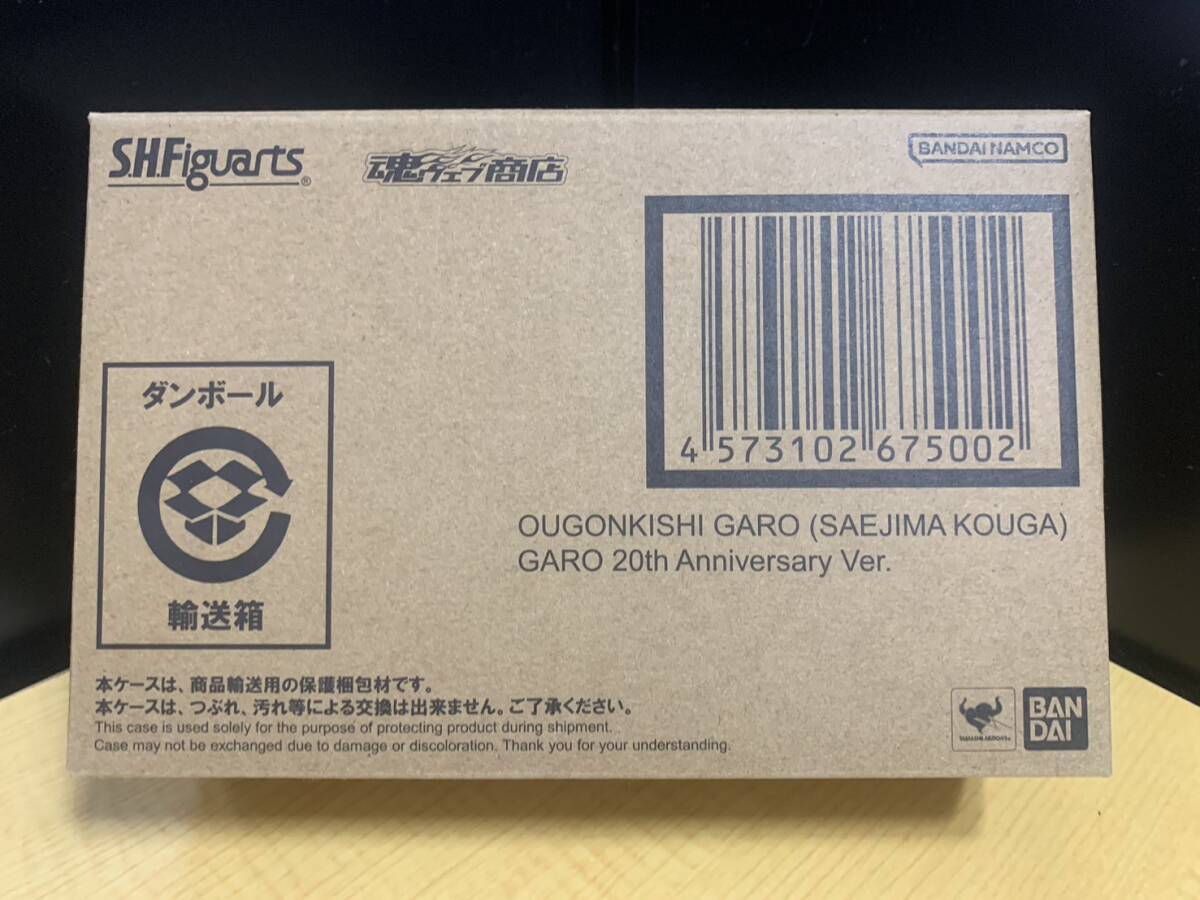 S.H.Figuarts®
魂ウェブ商店
BANDAI NAMCO
4 573102 675002
ダンボール
輸送箱
OUGONKISHI GARO (SAEJIMA KOUGA)
GARO 20th Anniversary Ver.
本ケースは、商品輸送用の保護梱包材です。
本ケースは、つぶれ、汚れ等による交換は出来ません。ご了承ください。
This case is used solely for the purpose of protecting product during shipment.
Case may not be exchanged due to damage or discoloration. Thank you for your understanding.
TAMASHII NATIONS
BAN
DAI